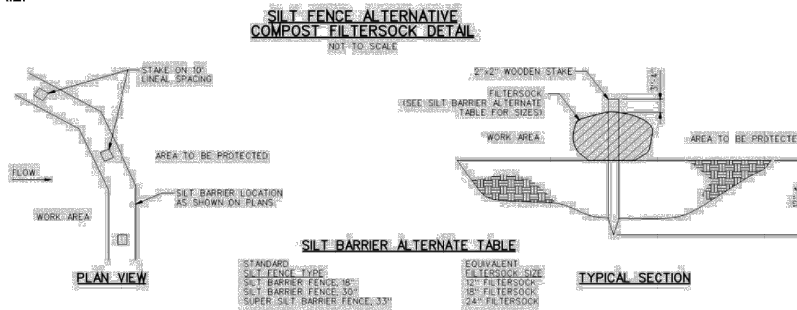 SILT FENCE ALTERNATIVE
COMPOST FILTERSOCK DETAIL
NOT TO SCALE
STAKE ON 10'
LINEAL SPACING
AREA TO BE PROTECTED
FLOW
SILT BARRIER LOCATION
AS SHOWN ON PLANS
WORK AREA
PLAN VIEW
2"x2" WOODEN STAKE
FILTERSOCK
(SEE SILT BARRIER ALTERNATE
TABLE FOR SIZES)
WORK AREA
AREA TO BE PROTECTE
TYPICAL SECTION
SILT BARRIER ALTERNATE TABLE
STANDARD
SILT FENCE TYPE
SILT BARRIER FENCE, 18"
SILT BARRIER FENCE, 30"
SUPER SILT BARRIER FENCE, 33"
EQUIVALENT
FILTERSOCK SIZE
12" FILTERSOCK
18" FILTERSOCK
24" FILTERSOCK